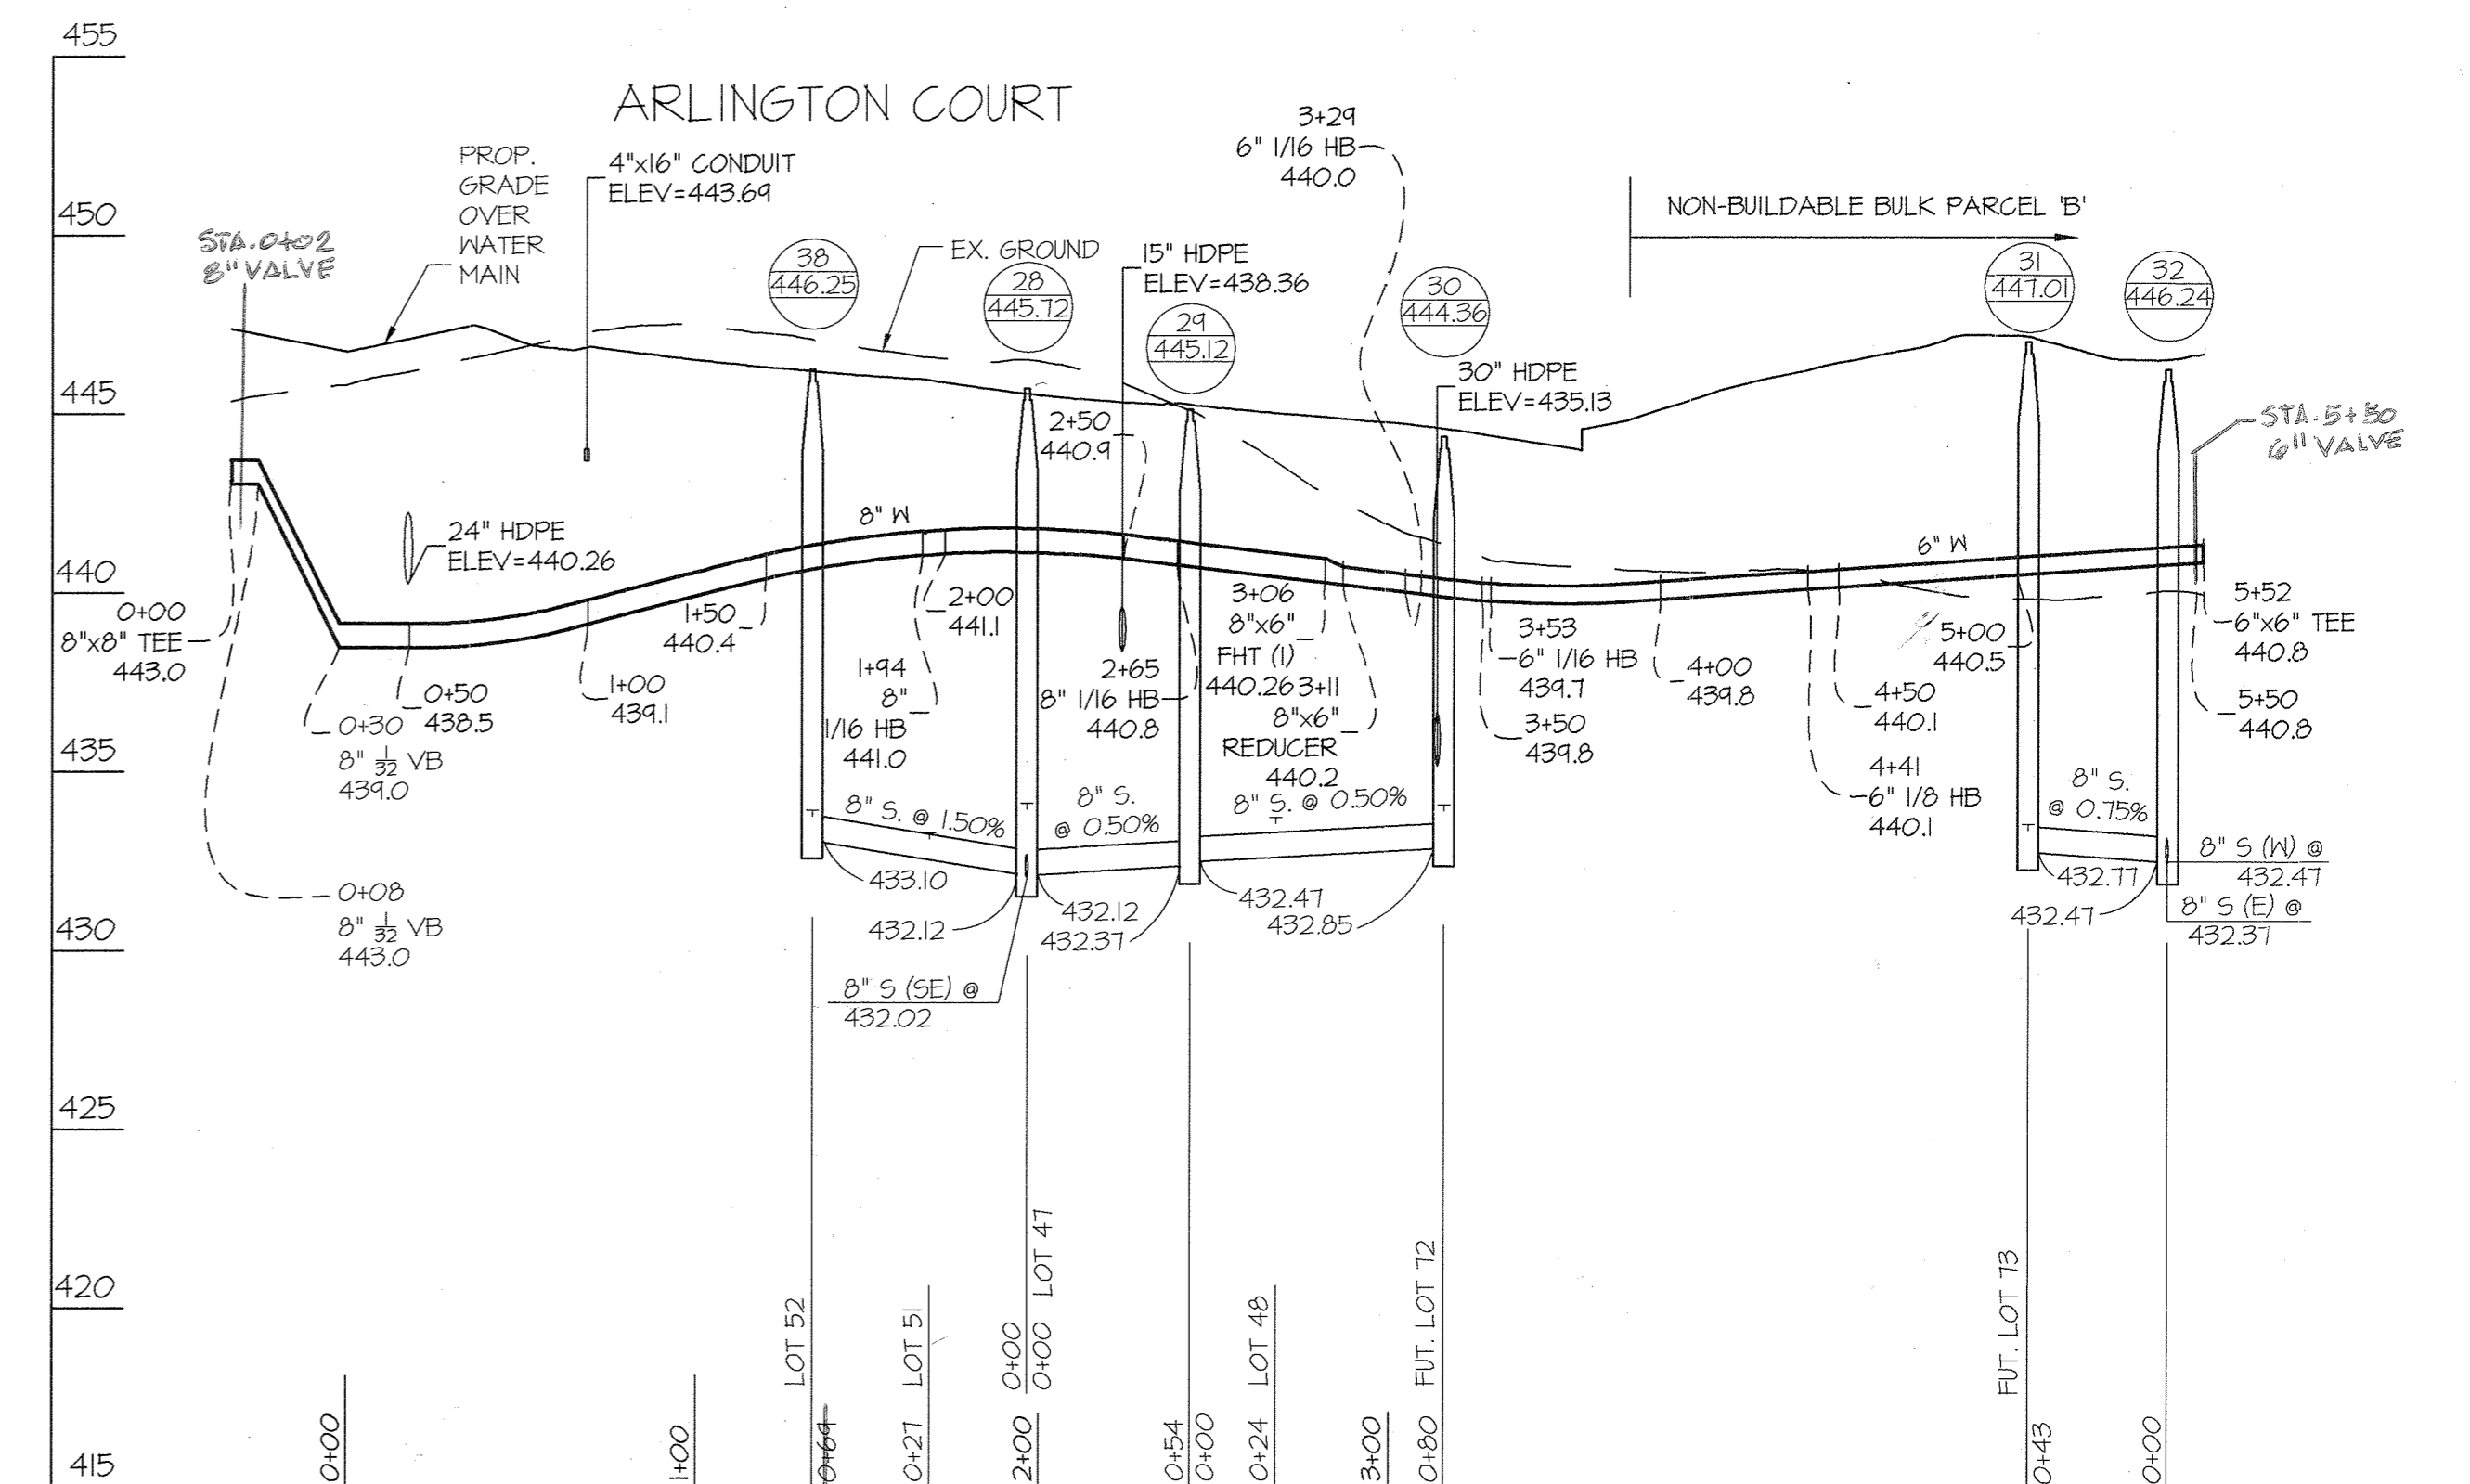 455
ARLINGTON COURT
3+29
6" 1/16 HB
440.0
PROP.
GRADE
OVER
WATER
MAIN
4"x16" CONDUIT
ELEV=443.69
450
NON-BUILDABLE BULK PARCEL 'B'
STA. 0+02
8" VALVE
EX. GROUND
15" HDPE
ELEV=438.36
38
446.25
28
445.72
29
445.12
30
444.36
31
447.01
32
446.24
30" HDPE
ELEV=435.13
445
2+50
440.9
STA. 5+50
6" VALVE
8" W
6" W
24" HDPE
ELEV=440.26
440
0+00
8"x8" TEE
443.0
1+50
440.4
2+00
441.1
3+06
8"x6"
FHT (1)
440.26
3+11
8"x6"
REDUCER
440.2
3+53
6" 1/16 HB
439.7
4+00
439.8
5+00
440.5
5+52
6"x6" TEE
440.8
0+50
438.5
1+00
439.1
1+94
8"
1/16 HB
441.0
2+65
8" 1/16 HB
440.8
3+50
439.8
4+50
440.1
5+50
440.8
0+30
8" 1/32 VB
439.0
435
4+41
6" 1/8 HB
440.1
8" S. @ 1.50%
8" S.
@ 0.50%
8" S. @ 0.50%
8" S.
@ 0.75%
8" S (W) @
432.47
433.10
432.12
432.12
432.37
432.47
432.85
432.77
432.47
8" S (E) @
432.37
0+08
8" 1/32 VB
443.0
430
8" S (SE) @
432.02
425
420
LOT 52
LOT 51
0+00
0+00 LOT 47
LOT 48
FUT. LOT 72
FUT. LOT 73
415
0+00
1+00
0+69
0+27
2+00
0+54
0+00
0+24
3+00
0+80
0+43
0+00